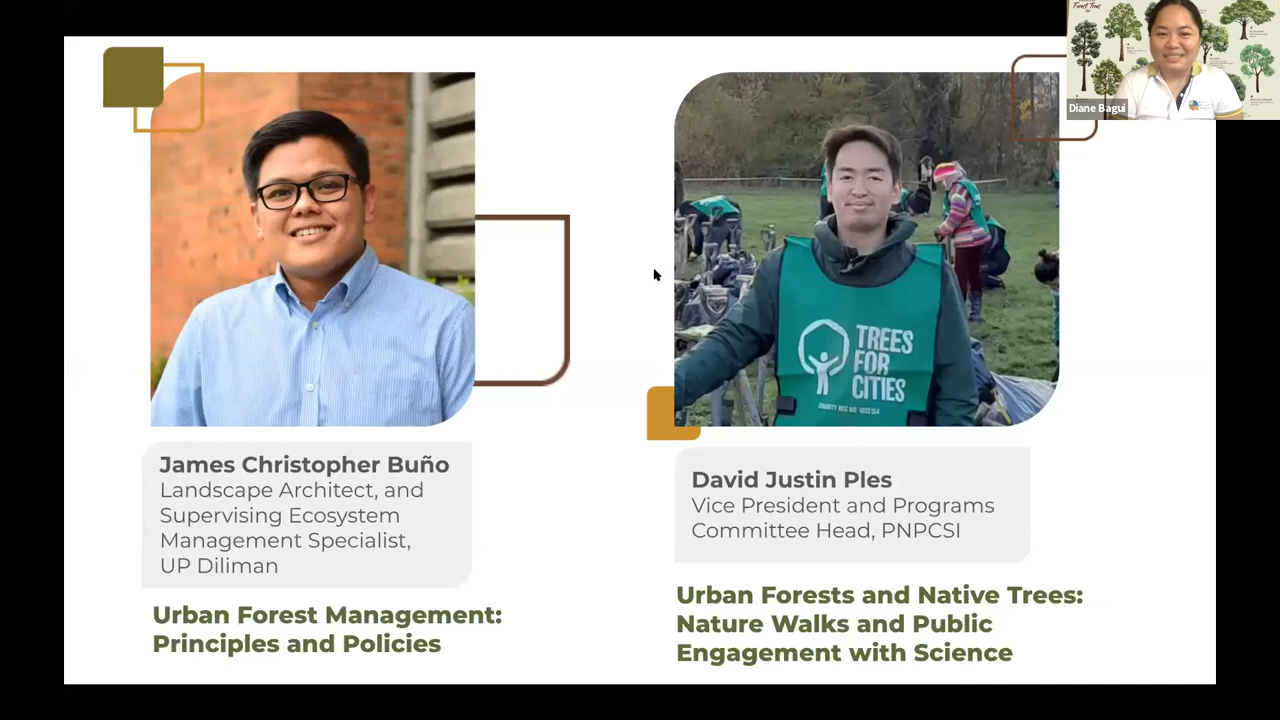 Forest Trees
Diane Bagui
TREES
FOR
CITIES
James Christopher Buño
Landscape Architect, and
Supervising Ecosystem
Management Specialist,
UP Diliman
Urban Forest Management:
Principles and Policies
David Justin Ples
Vice President and Programs
Committee Head, PNPCSI
Urban Forests and Native Trees:
Nature Walks and Public
Engagement with Science